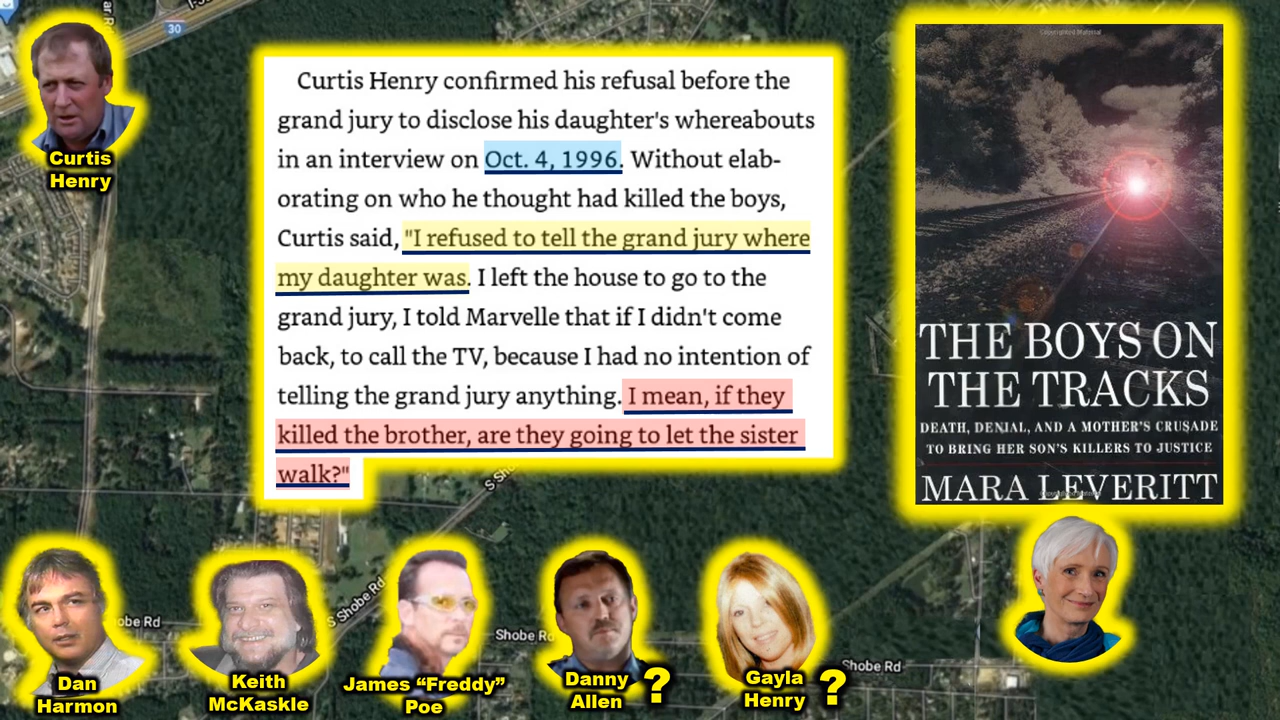 30
Curtis
Henry
Curtis Henry confirmed his refusal before the
grand jury to disclose his daughter's whereabouts
in an interview on Oct. 4, 1996. Without elab-
orating on who he thought had killed the boys,
Curtis said, "I refused to tell the grand jury where
my daughter was. I left the house to go to the
grand jury, I told Marvelle that if I didn't come
back, to call the TV, because I had no intention of
telling the grand jury anything. I mean, if they
killed the brother, are they going to let the sister
walk?"
Copyrighted Material
THE BOYS ON
THE TRACKS
DEATH, DENIAL, AND A MOTHER'S CRUSADE
TO BRING HER SON'S KILLERS TO JUSTICE
MARA LEVERITT
S Sho
S Shobe Rd
hobe Rd
Shobe Rd
Shobe Rd
Dan
Harmon
Keith
McKaskle
James “Freddy”
Poe
Danny
Allen ?
Gayla
Henry ?